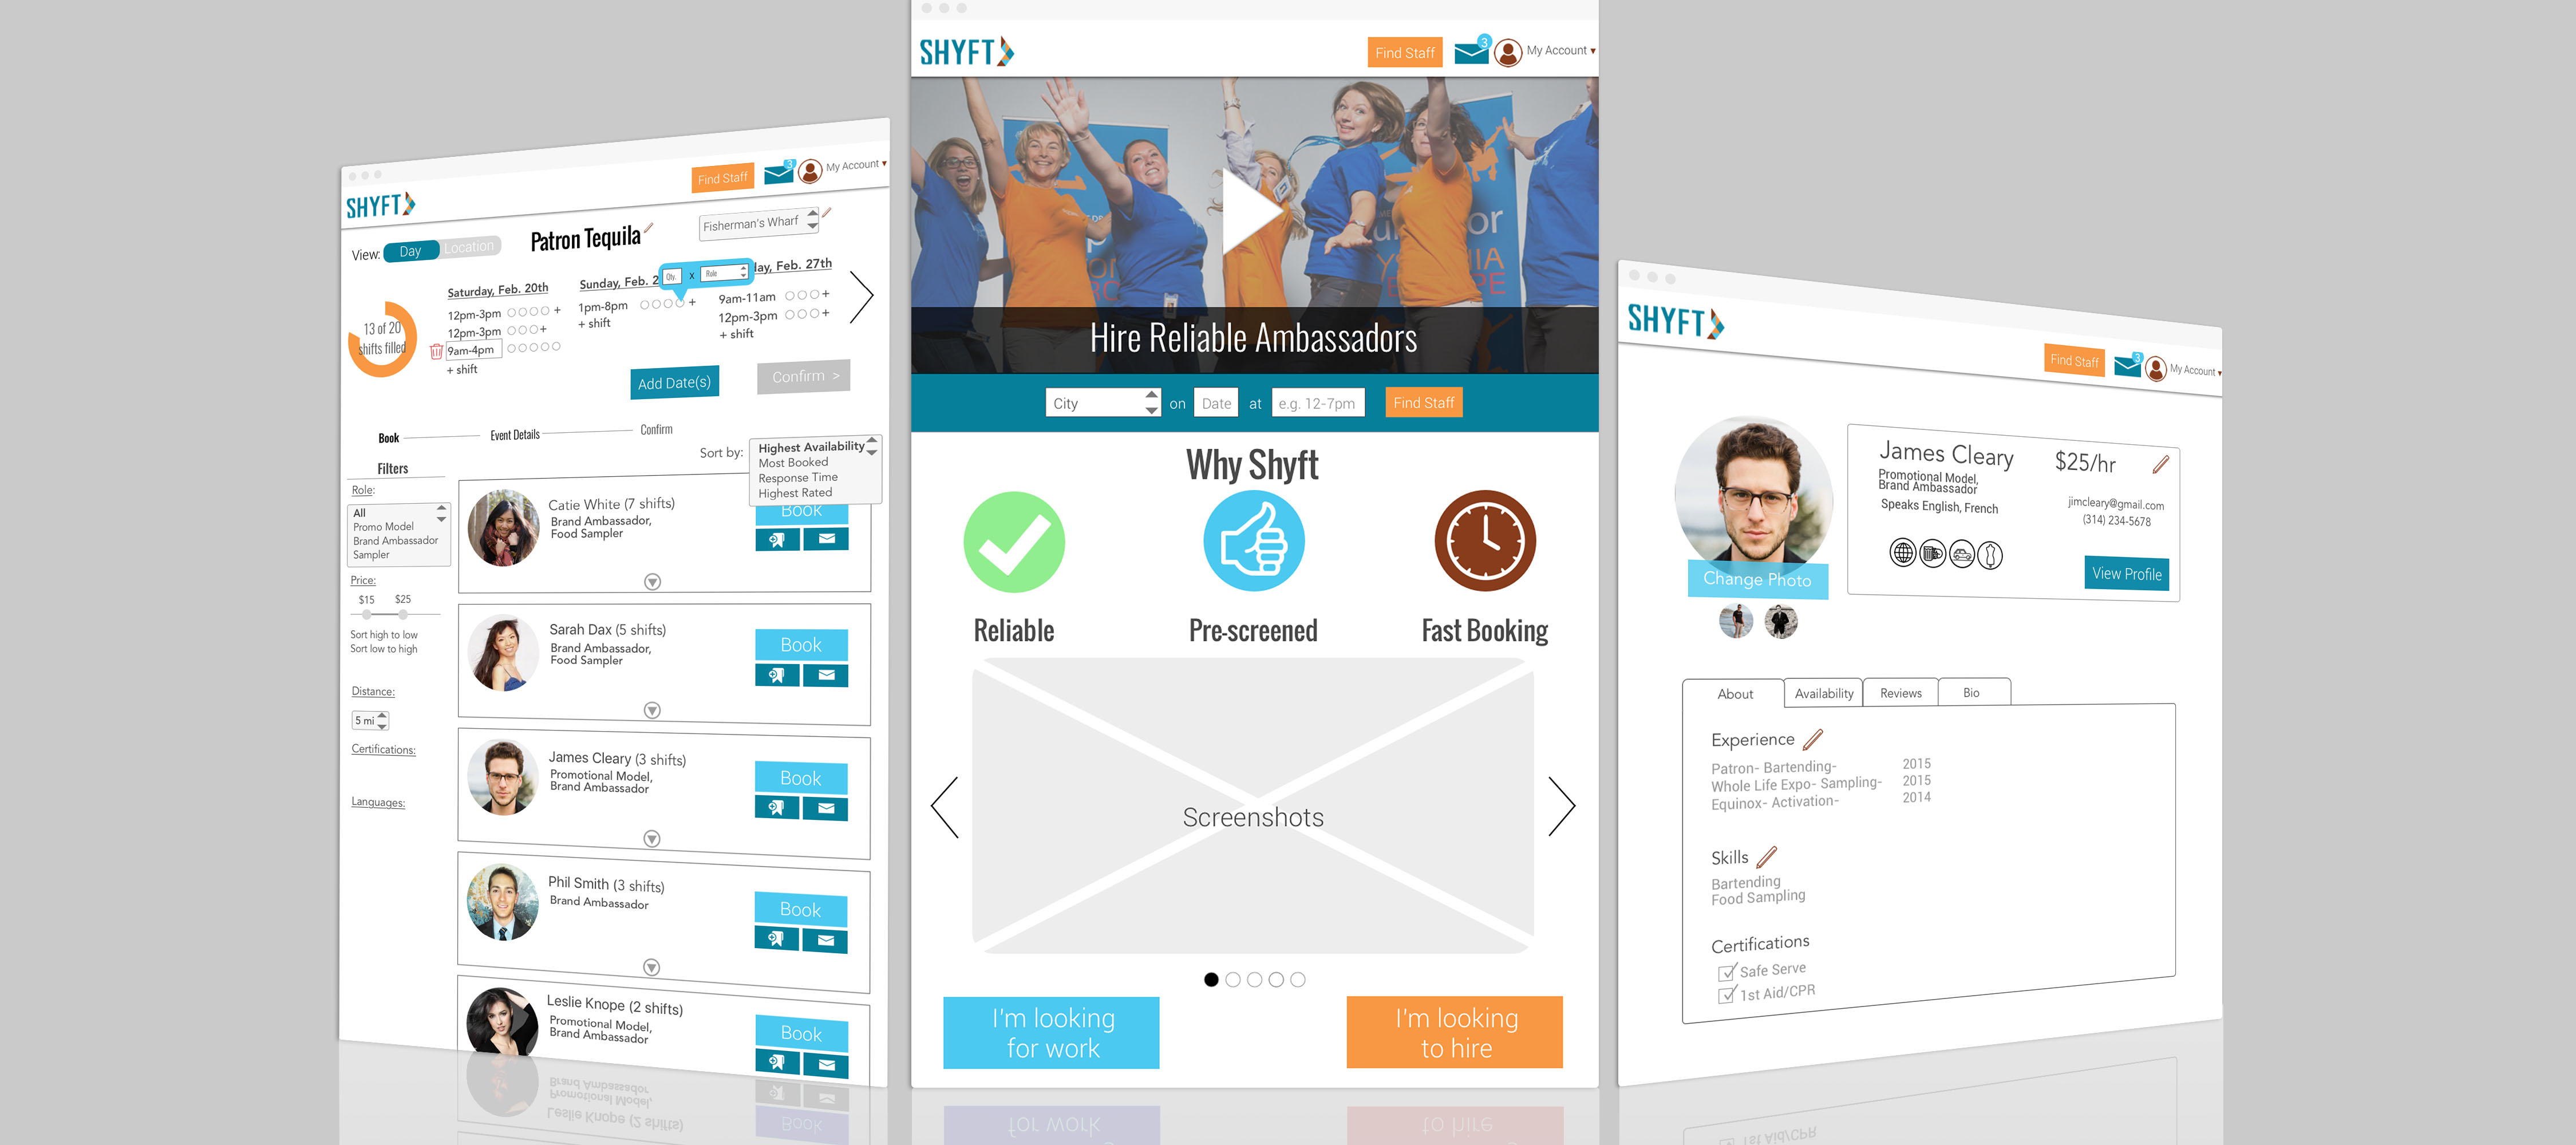 SHYFT
Find Staff
3
My Account
View:
Day
Location
Patron Tequila
Fisherman's Wharf
13 of 20
shifts filled
Saturday, Feb. 20th
12pm-3pm
+
12pm-3pm
+
9am-4pm
+ shift
Sunday, Feb. 2
Qty.
x
Role
1pm-8pm
+
+ shift
ay, Feb. 27th
9am-11am
+
12pm-3pm
+
+ shift
Add Date(s)
Confirm >
Book
Event Details
Confirm
Sort by:
Highest Availability
Most Booked
Response Time
Highest Rated
Filters
Role:
All
Promo Model
Brand Ambassador
Sampler
Price:
$15
$25
Sort high to low
Sort low to high
Distance:
5 mi
Certifications:
Languages:
Catie White (7 shifts)
Brand Ambassador,
Food Sampler
Book
Sarah Dax (5 shifts)
Brand Ambassador,
Food Sampler
Book
James Cleary (3 shifts)
Promotional Model,
Brand Ambassador
Book
Phil Smith (3 shifts)
Brand Ambassador
Book
Leslie Knope (2 shifts)
Promotional Model,
Brand Ambassador
Book
SHYFT
Find Staff
3
My Account
Hire Reliable Ambassadors
City
on
Date
at
e.g. 12-7pm
Find Staff
Why Shyft
Reliable
Pre-screened
Fast Booking
Screenshots
I'm looking
for work
I'm looking
to hire
SHYFT
Find Staff
3
My Account
James Cleary
$25/hr
Promotional Model,
Brand Ambassador
Speaks English, French
jimcleary@gmail.com
(314) 234-5678
View Profile
Change Photo
About
Availability
Reviews
Bio
Experience
Patron- Bartending- 2015
Whole Life Expo- Sampling- 2015
Equinox- Activation- 2014
Skills
Bartending
Food Sampling
Certifications
Safe Serve
1st Aid/CPR